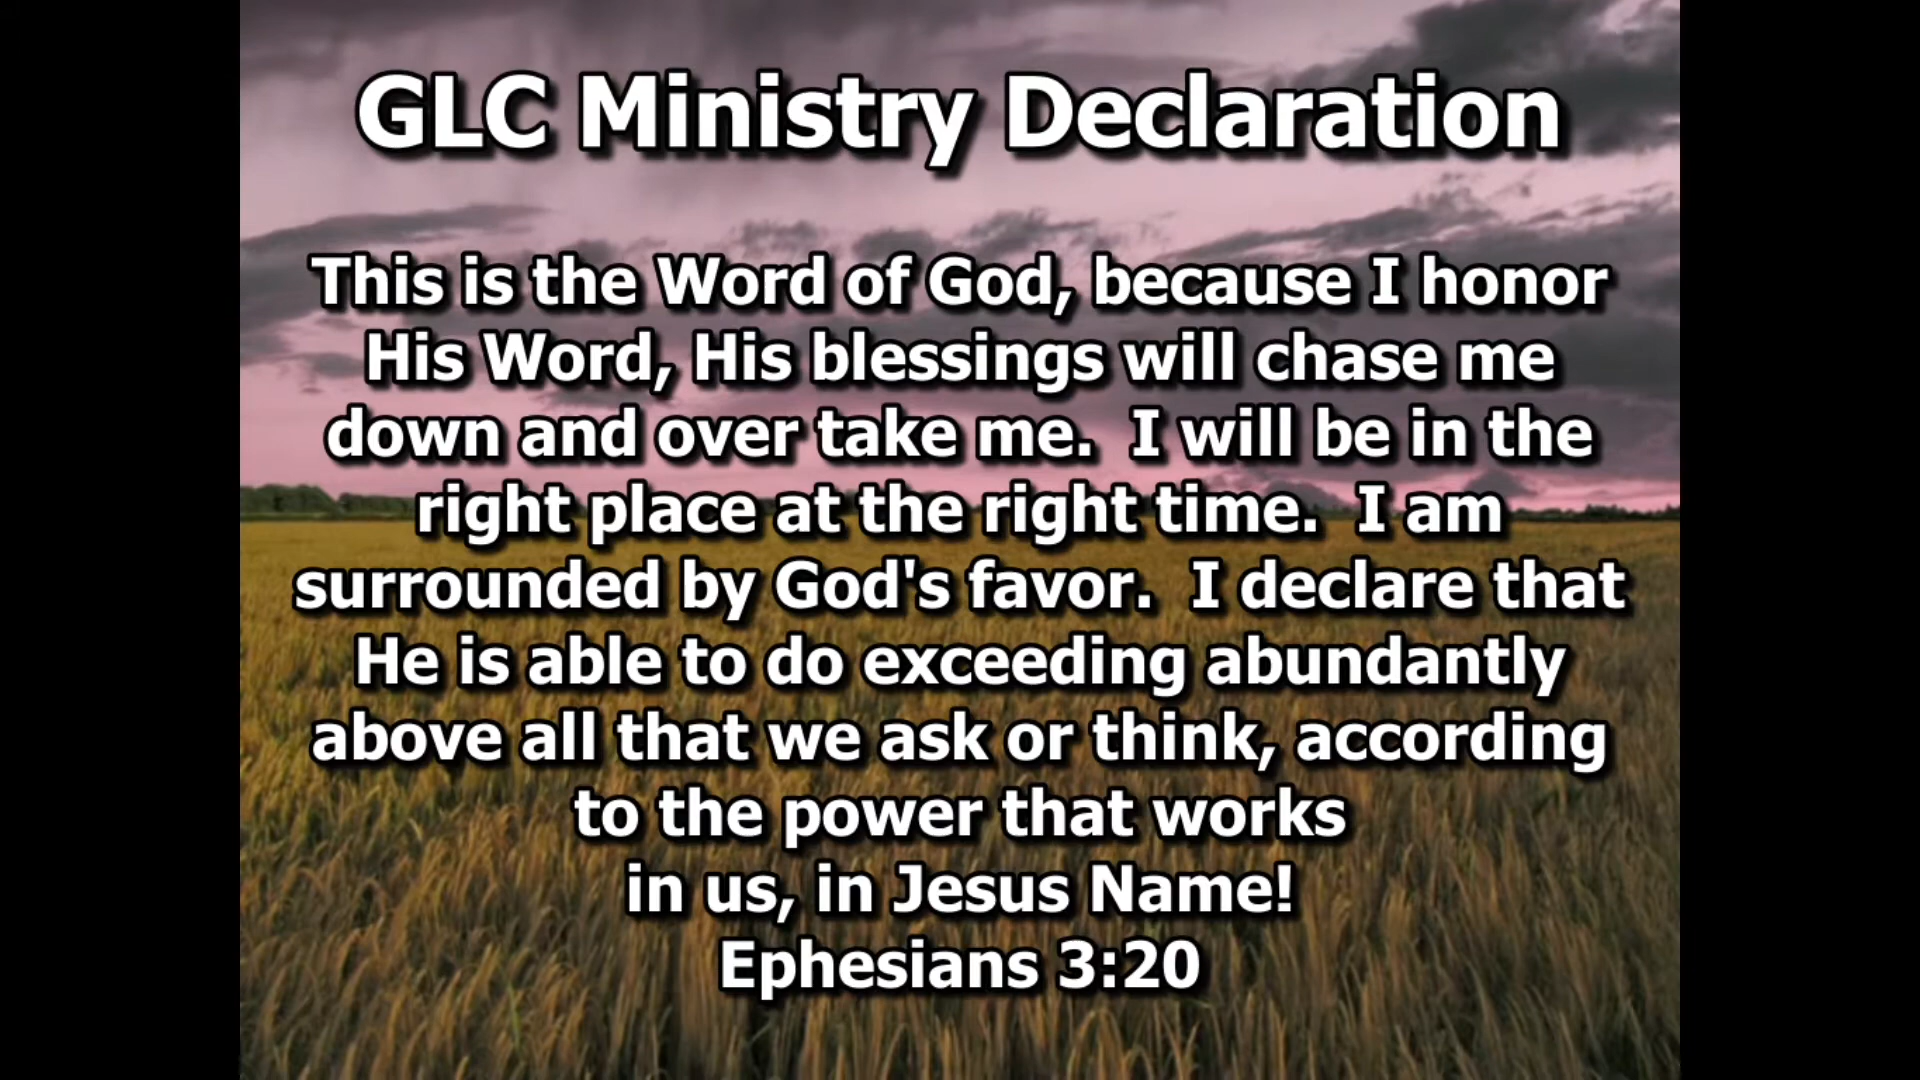 GLC Ministry Declaration
This is the Word of God, because I honor
His Word, His blessings will chase me
down and over take me.  I will be in the
right place at the right time.  I am
surrounded by God's favor.  I declare that
He is able to do exceeding abundantly
above all that we ask or think, according
to the power that works
in us, in Jesus Name!
Ephesians 3:20